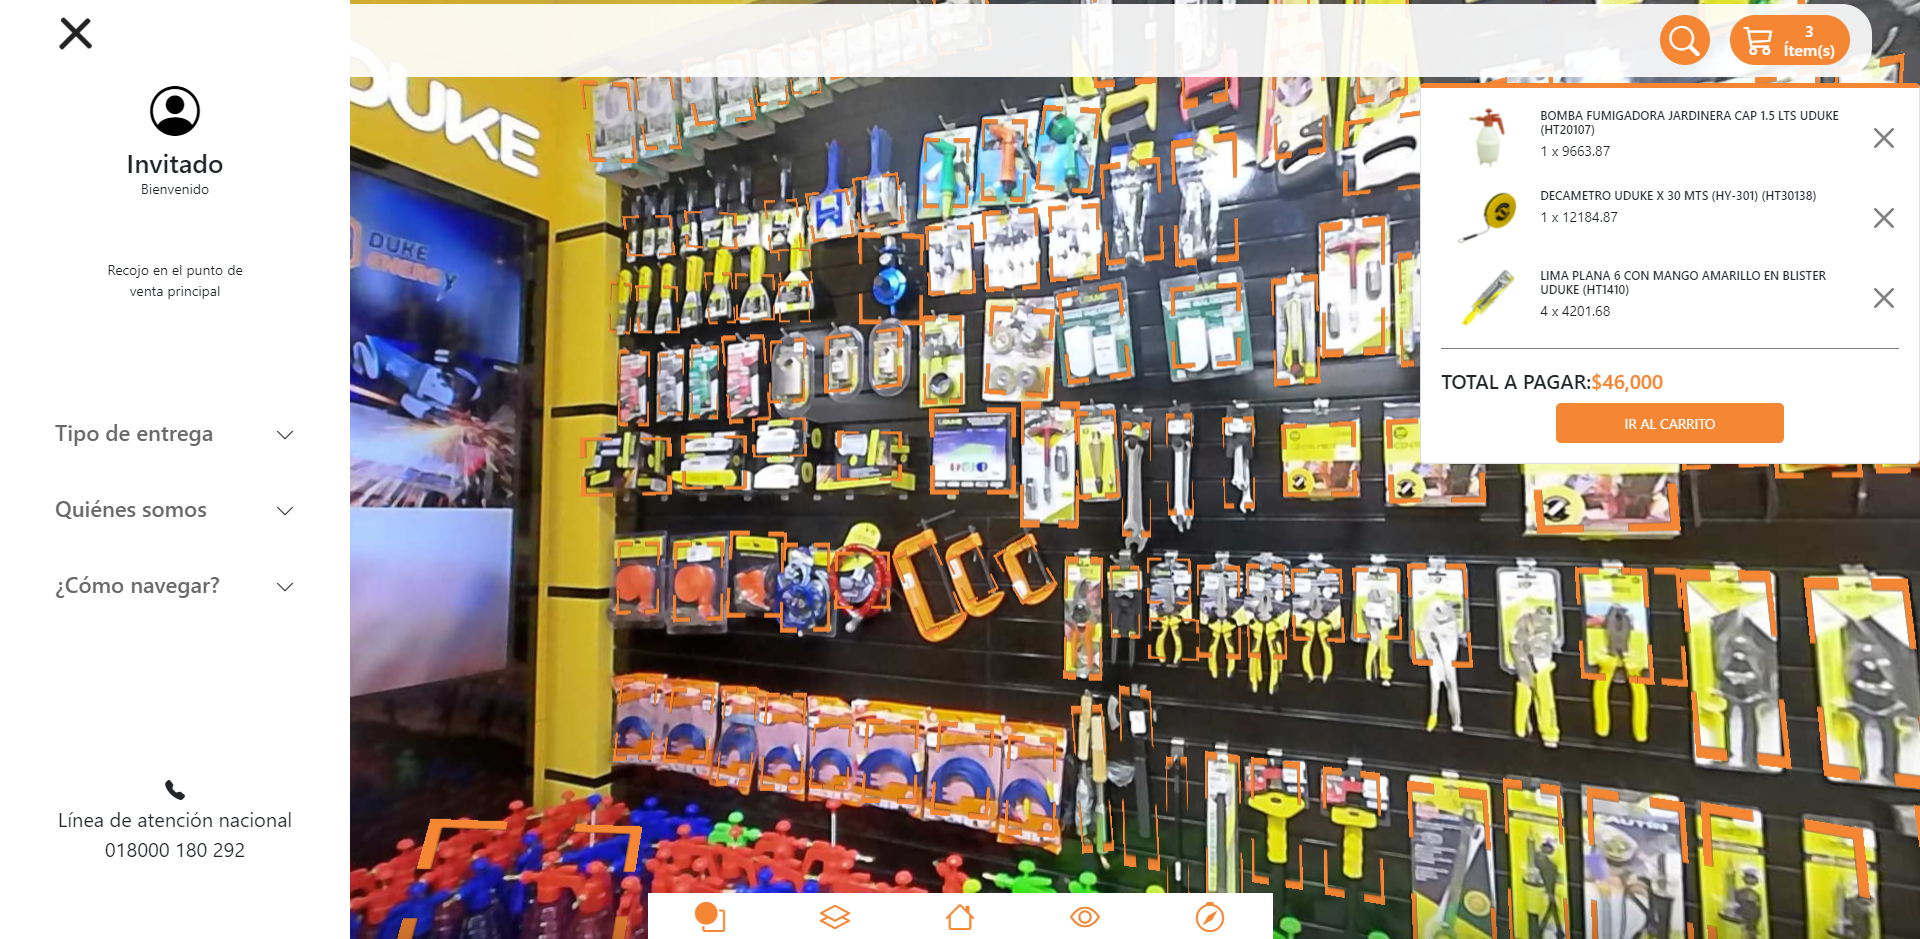 Invitado
Bienvenido
Recojo en el punto de
venta principal
Tipo de entrega
Quiénes somos
¿Cómo navegar?
Línea de atención nacional
018000 180 292
DUKE
DUKE
ENERGY
3
Ítem(s)
BOMBA FUMIGADORA JARDINERA CAP 1.5 LTS UDUKE
(HT20107)
1 x 9663.87
DECAMETRO UDUKE X 30 MTS (HY-301) (HT30138)
1 x 12184.87
LIMA PLANA 6 CON MANGO AMARILLO EN BLISTER
UDUKE (HT1410)
4 x 4201.68
TOTAL A PAGAR:$46,000
IR AL CARRITO